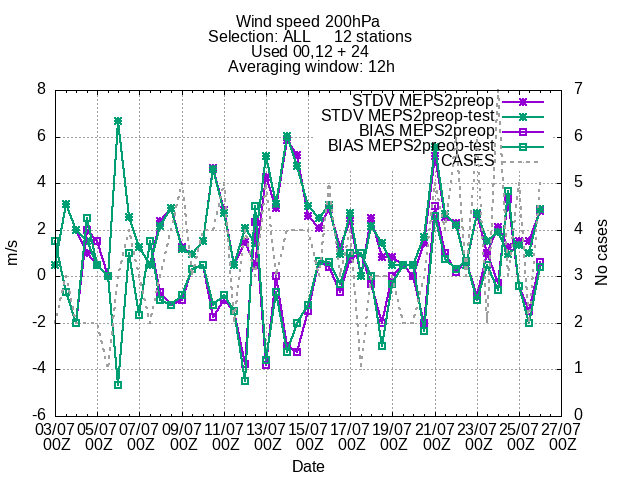 Wind speed 200hPa
Selection: ALL 12 stations
Used 00,12 + 24
Averaging window: 12h
STDV MEPS2preop
STDV MEPS2preop-test
BIAS MEPS2preop
BIAS MEPS2preop-test
CASES
8
6
4
2
0
-2
-4
-6
m/s
7
6
5
4
3
2
1
0
No cases
03/07 05/07 07/07 09/07 11/07 13/07 15/07 17/07 19/07 21/07 23/07 25/07 27/07
00Z 00Z 00Z 00Z 00Z 00Z 00Z 00Z 00Z 00Z 00Z 00Z 00Z
Date